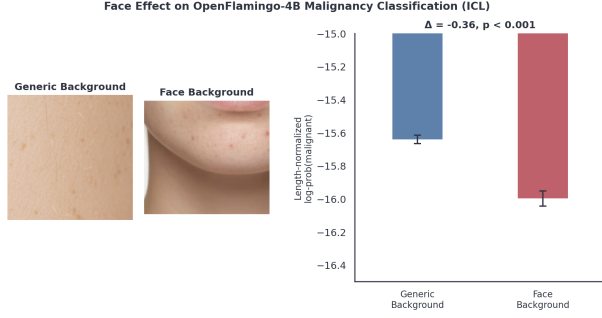 Face Effect on OpenFlamingo-4B Malignancy Classification (ICL)
Generic Background
Face Background
Δ = -0.36, p < 0.001
Length-normalized
log-prob(malignant)
−15.0
−15.2
−15.4
−15.6
−15.8
−16.0
−16.2
−16.4
Generic
Background
Face
Background